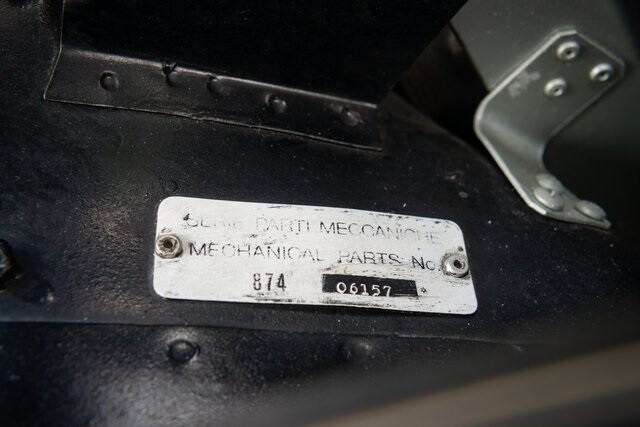 SERIE PARTI MECCANICHE
MECHANICAL PARTS No.
874 06157